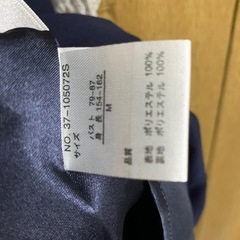 NO. 37-105072S
サイズ
バスト 79-87
身長 154-162
M
品質
表地 ポリエステル 100%
裏地 ポリエステル 100%